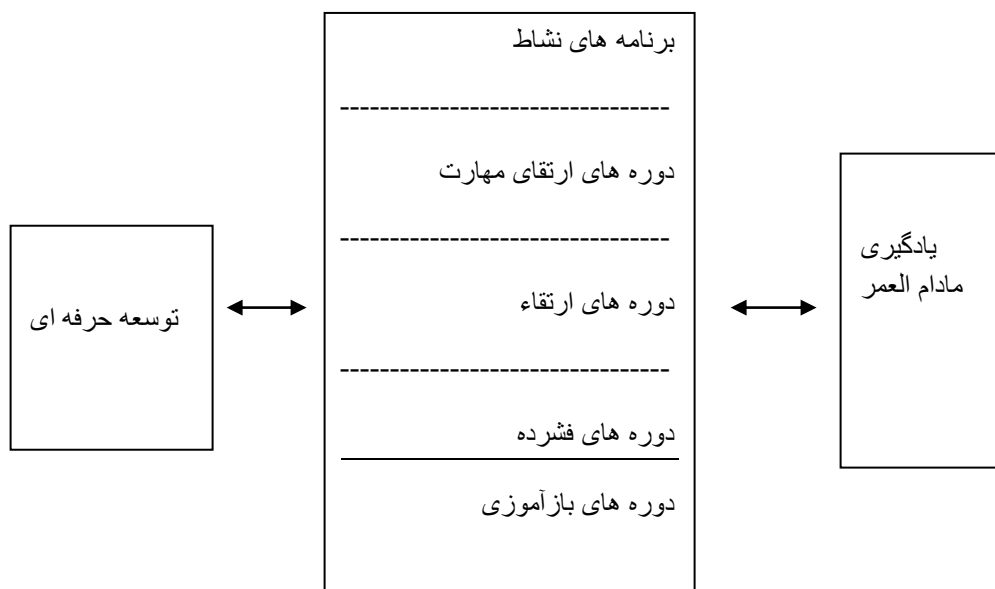 یادگیری
مادام العمر
برنامه های نشاط
---------------------------------
دوره های ارتقای مهارت
---------------------------------
دوره های ارتقاء
---------------------------------
دوره های فشرده
دوره های بازآموزی
توسعه حرفه ای